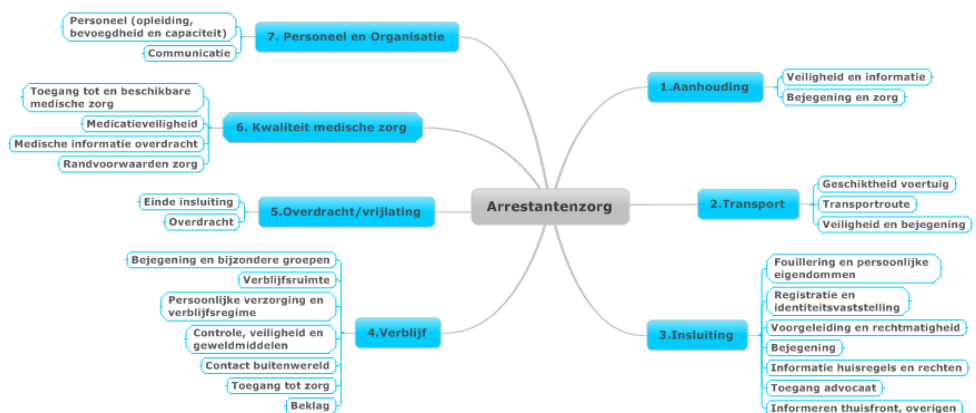 Arrestantenzorg
1.Aanhouding
Veiligheid en informatie
Bejegening en zorg
2.Transport
Geschiktheid voertuig
Transportroute
Veiligheid en bejegening
3.Insluiting
Fouillering en persoonlijke
eigendommen
Registratie en
identiteitsvaststelling
Voorgeleiding en rechtmatigheid
Bejegening
Informatie huisregels en rechten
Toegang advocaat
Informeren thuisfront, overigen
4.Verblijf
Bejegening en bijzondere groepen
Verblijfsruimte
Persoonlijke verzorging en
verblijfsregime
Controle, veiligheid en
geweldmiddelen
Contact buitenwereld
Toegang tot zorg
Beklag
5.Overdracht/vrijlating
Einde insluiting
Overdracht
6. Kwaliteit medische zorg
Toegang tot en beschikbare
medische zorg
Medicatieveiligheid
Medische informatie overdracht
Randvoorwaarden zorg
7. Personeel en Organisatie
Personeel (opleiding,
bevoegdheid en capaciteit)
Communicatie